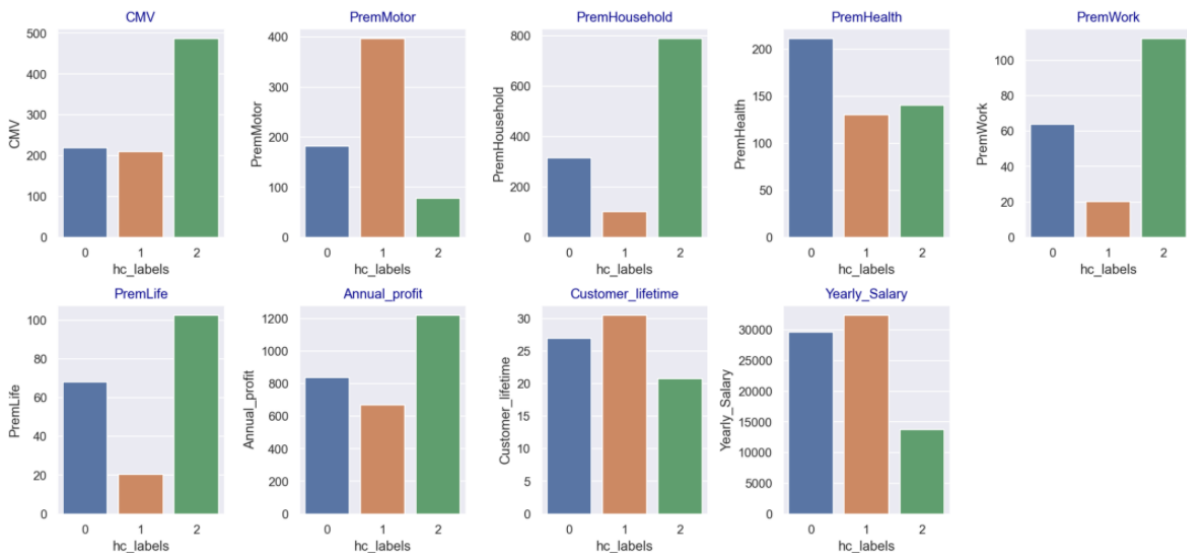 CMV
500
400
300
200
100
0
CMV
0 1 2
hc_labels
PremMotor
400
300
200
100
0
PremMotor
0 1 2
hc_labels
PremHousehold
800
600
400
200
0
PremHousehold
0 1 2
hc_labels
PremHealth
200
150
100
50
0
PremHealth
0 1 2
hc_labels
PremWork
100
80
60
40
20
0
PremWork
0 1 2
hc_labels
PremLife
100
80
60
40
20
0
PremLife
0 1 2
hc_labels
Annual_profit
1200
1000
800
600
400
200
0
Annual_profit
0 1 2
hc_labels
Customer_lifetime
30
25
20
15
10
5
0
Customer_lifetime
0 1 2
hc_labels
Yearly_Salary
30000
25000
20000
15000
10000
5000
0
Yearly_Salary
0 1 2
hc_labels